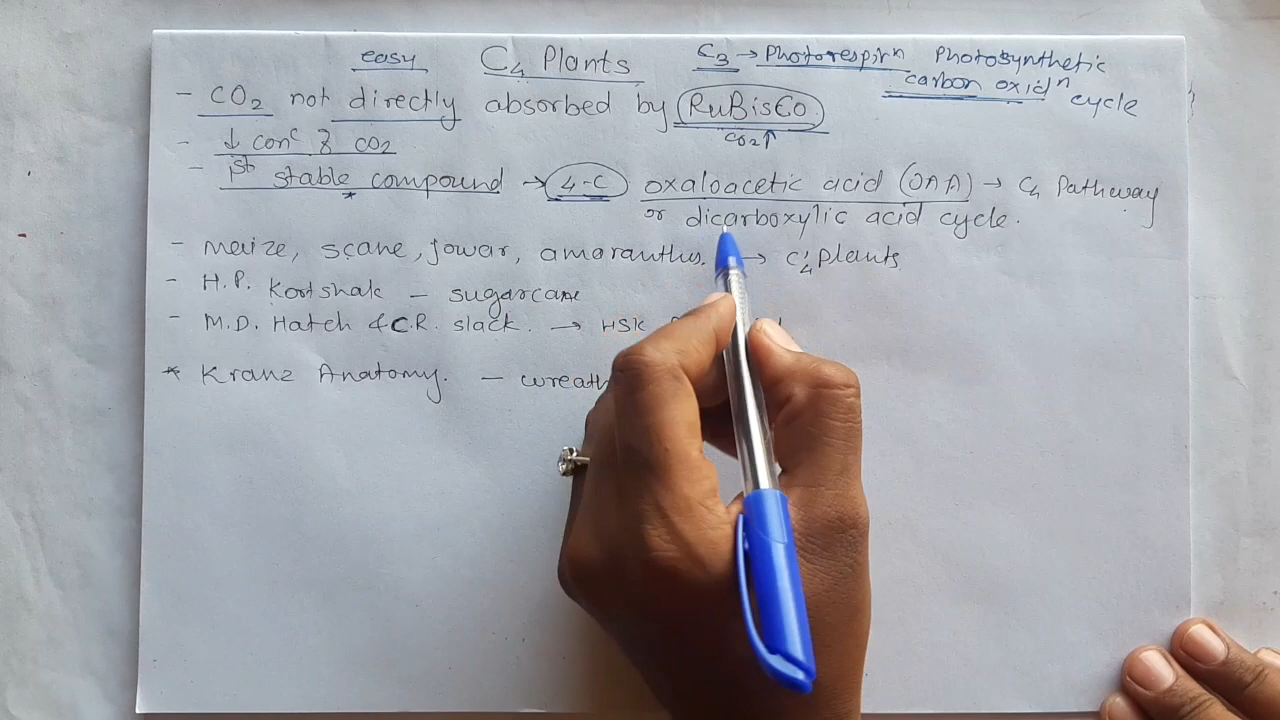 easy C4 Plants C3 → Photorespirⁿ Photosynthetic
carbon oxidⁿ cycle
- CO2 not directly absorbed by RuBisCo
CO2↑
- ↓ conᶜ & CO2
- 1st stable compound → 4-C oxaloacetic acid (OAA) → C4 Pathway
* or dicarboxylic acid cycle.
- Maize, scane, jowar, amaranthus. → C4 plants
- H.P. Kortshak - sugarcane
- M.D. Hatch & C.R. slack. → HSK
* Kranz Anatomy. - wreath